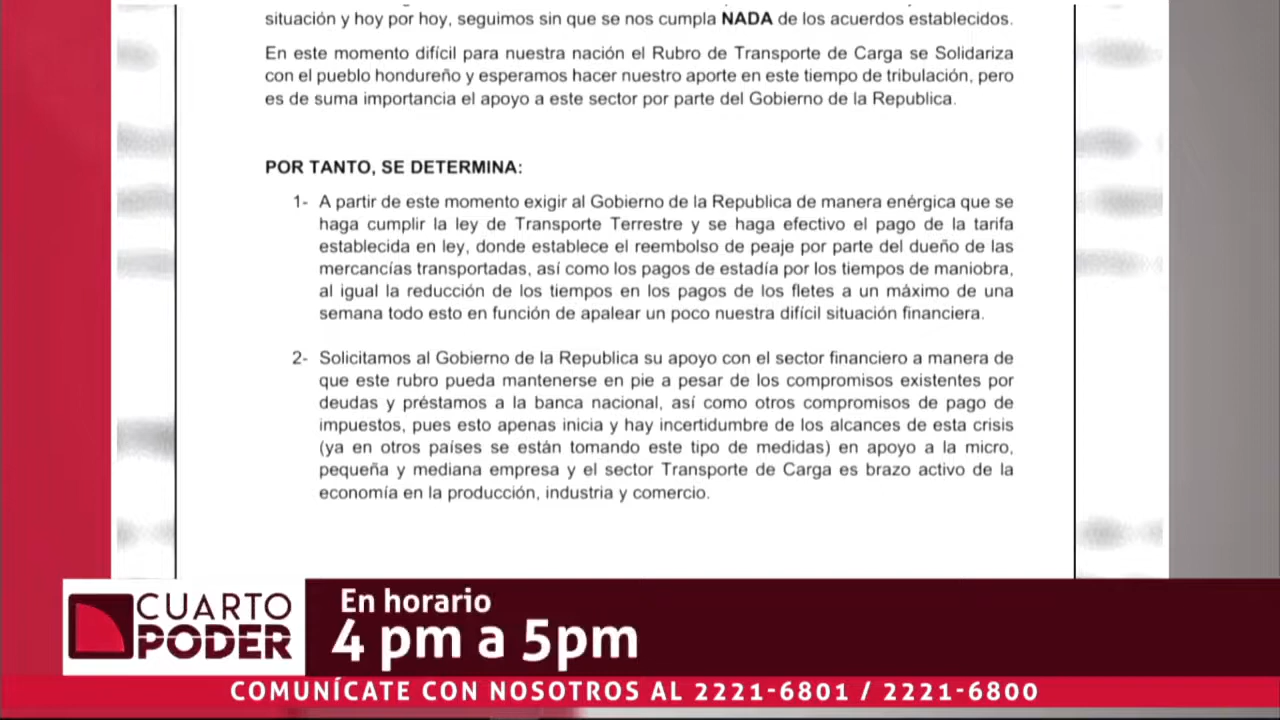 situación y hoy por hoy, seguimos sin que se nos cumpla NADA de los acuerdos establecidos.
En este momento difícil para nuestra nación el Rubro de Transporte de Carga se Solidariza
con el pueblo hondureño y esperamos hacer nuestro aporte en este tiempo de tribulación, pero
es de suma importancia el apoyo a este sector por parte del Gobierno de la Republica.
POR TANTO, SE DETERMINA:
1- A partir de este momento exigir al Gobierno de la Republica de manera enérgica que se
haga cumplir la ley de Transporte Terrestre y se haga efectivo el pago de la tarifa
establecida en ley, donde establece el reembolso de peaje por parte del dueño de las
mercancías transportadas, así como los pagos de estadía por los tiempos de maniobra,
al igual la reducción de los tiempos en los pagos de los fletes a un máximo de una
semana todo esto en función de apalear un poco nuestra difícil situación financiera.
2- Solicitamos al Gobierno de la Republica su apoyo con el sector financiero a manera de
que este rubro pueda mantenerse en pie a pesar de los compromisos existentes por
deudas y préstamos a la banca nacional, así como otros compromisos de pago de
impuestos, pues esto apenas inicia y hay incertidumbre de los alcances de esta crisis
(ya en otros países se están tomando este tipo de medidas) en apoyo a la micro,
pequeña y mediana empresa y el sector Transporte de Carga es brazo activo de la
economía en la producción, industria y comercio.
CUARTO
PODER
En horario
4 pm a 5pm
COMUNÍCATE CON NOSOTROS AL 2221-6801 / 2221-6800